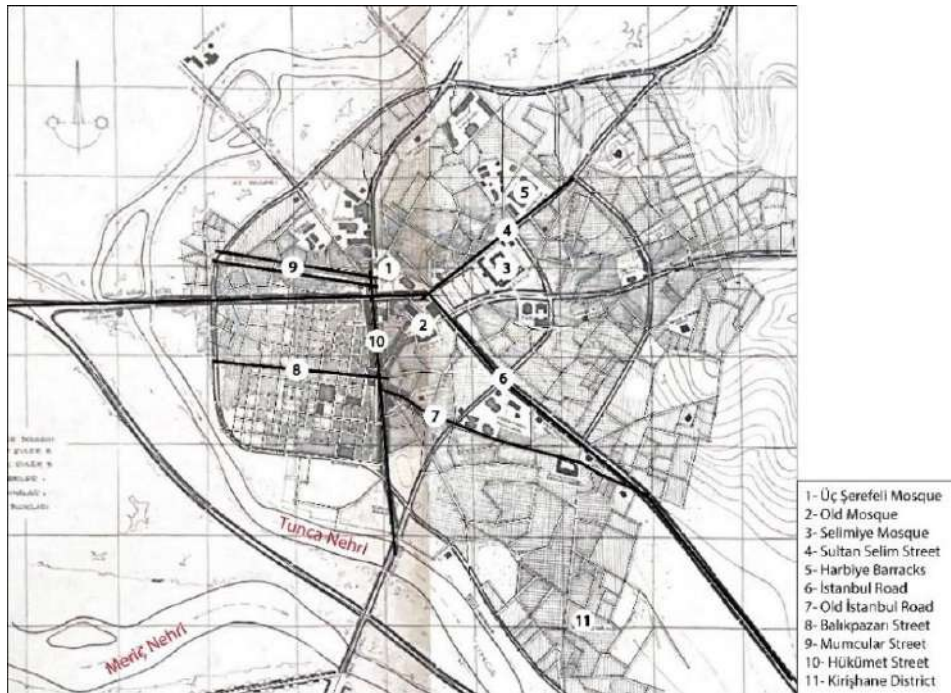 5
4
3
1
9
2
10
8
6
7
Tunca Nehri
Meriç Nehri
11
1- Üç Şerefeli Mosque
2- Old Mosque
3- Selimiye Mosque
4- Sultan Selim Street
5- Harbiye Barracks
6- İstanbul Road
7- Old İstanbul Road
8- Balıkpazarı Street
9- Mumcular Street
10- Hükümet Street
11- Kirişhane District